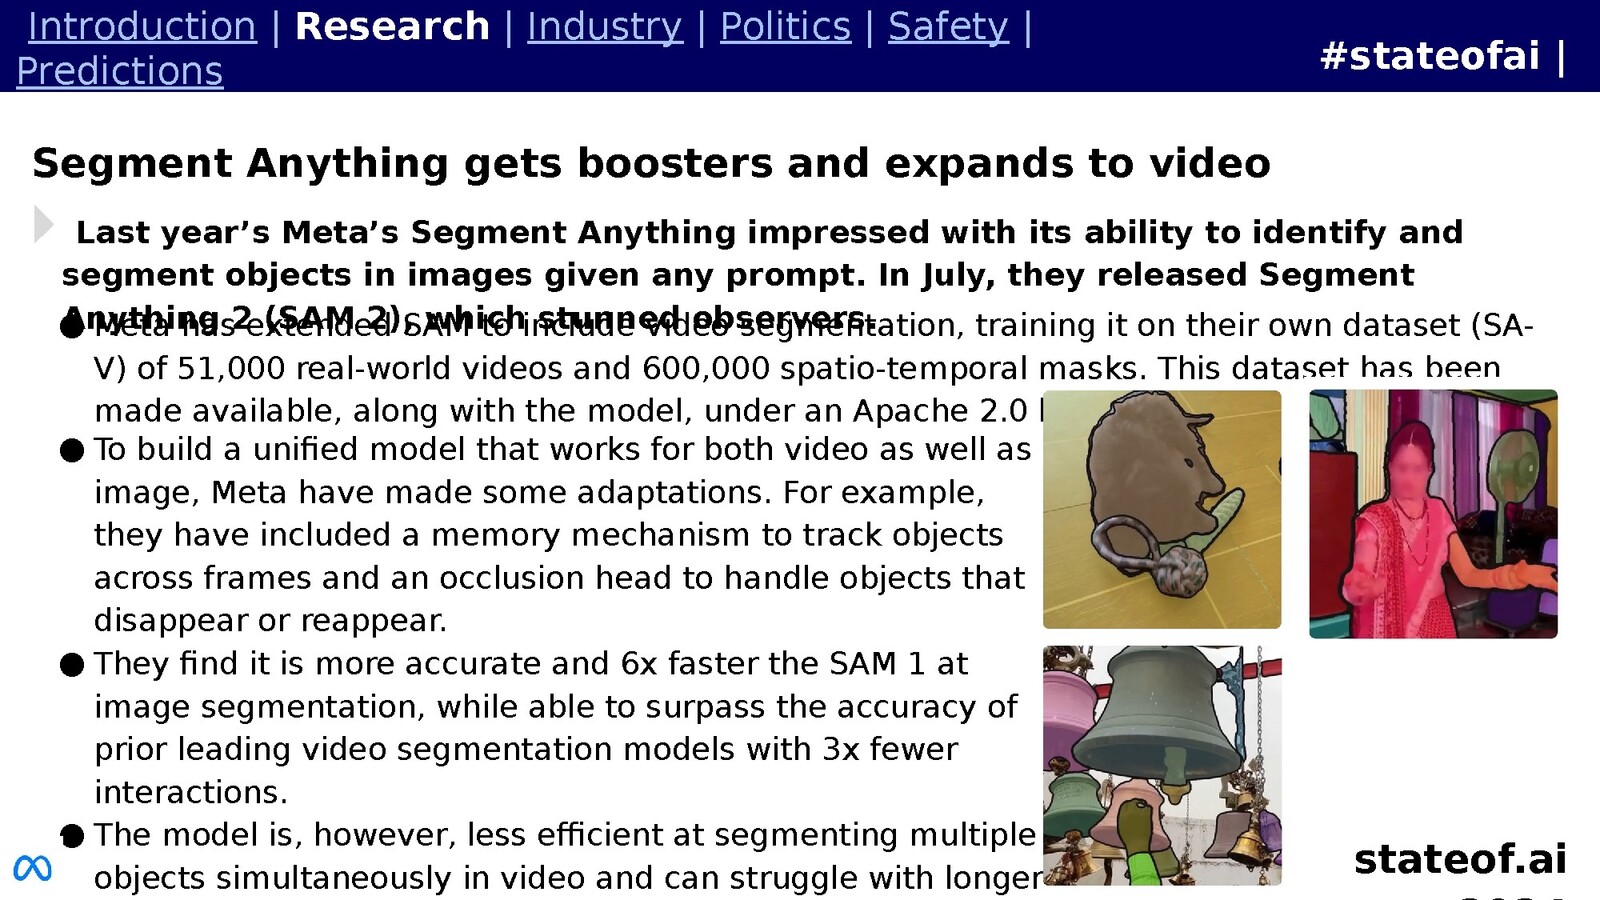 Introduction | Research | Industry | Politics | Safety |
Predictions
#stateofai |
Segment Anything gets boosters and expands to video
Last year’s Meta’s Segment Anything impressed with its ability to identify and
segment objects in images given any prompt. In July, they released Segment
Anything 2 (SAM 2), which stunned observers.
● Meta has extended SAM to include video segmentation, training it on their own dataset (SA-
V) of 51,000 real-world videos and 600,000 spatio-temporal masks. This dataset has been
made available, along with the model, under an Apache 2.0
● To build a unified model that works for both video as well as
image, Meta have made some adaptations. For example,
they have included a memory mechanism to track objects
across frames and an occlusion head to handle objects that
disappear or reappear.
● They find it is more accurate and 6x faster the SAM 1 at
image segmentation, while able to surpass the accuracy of
prior leading video segmentation models with 3x fewer
interactions.
● The model is, however, less efficient at segmenting multiple
objects simultaneously in video and can struggle with longer
stateof.ai